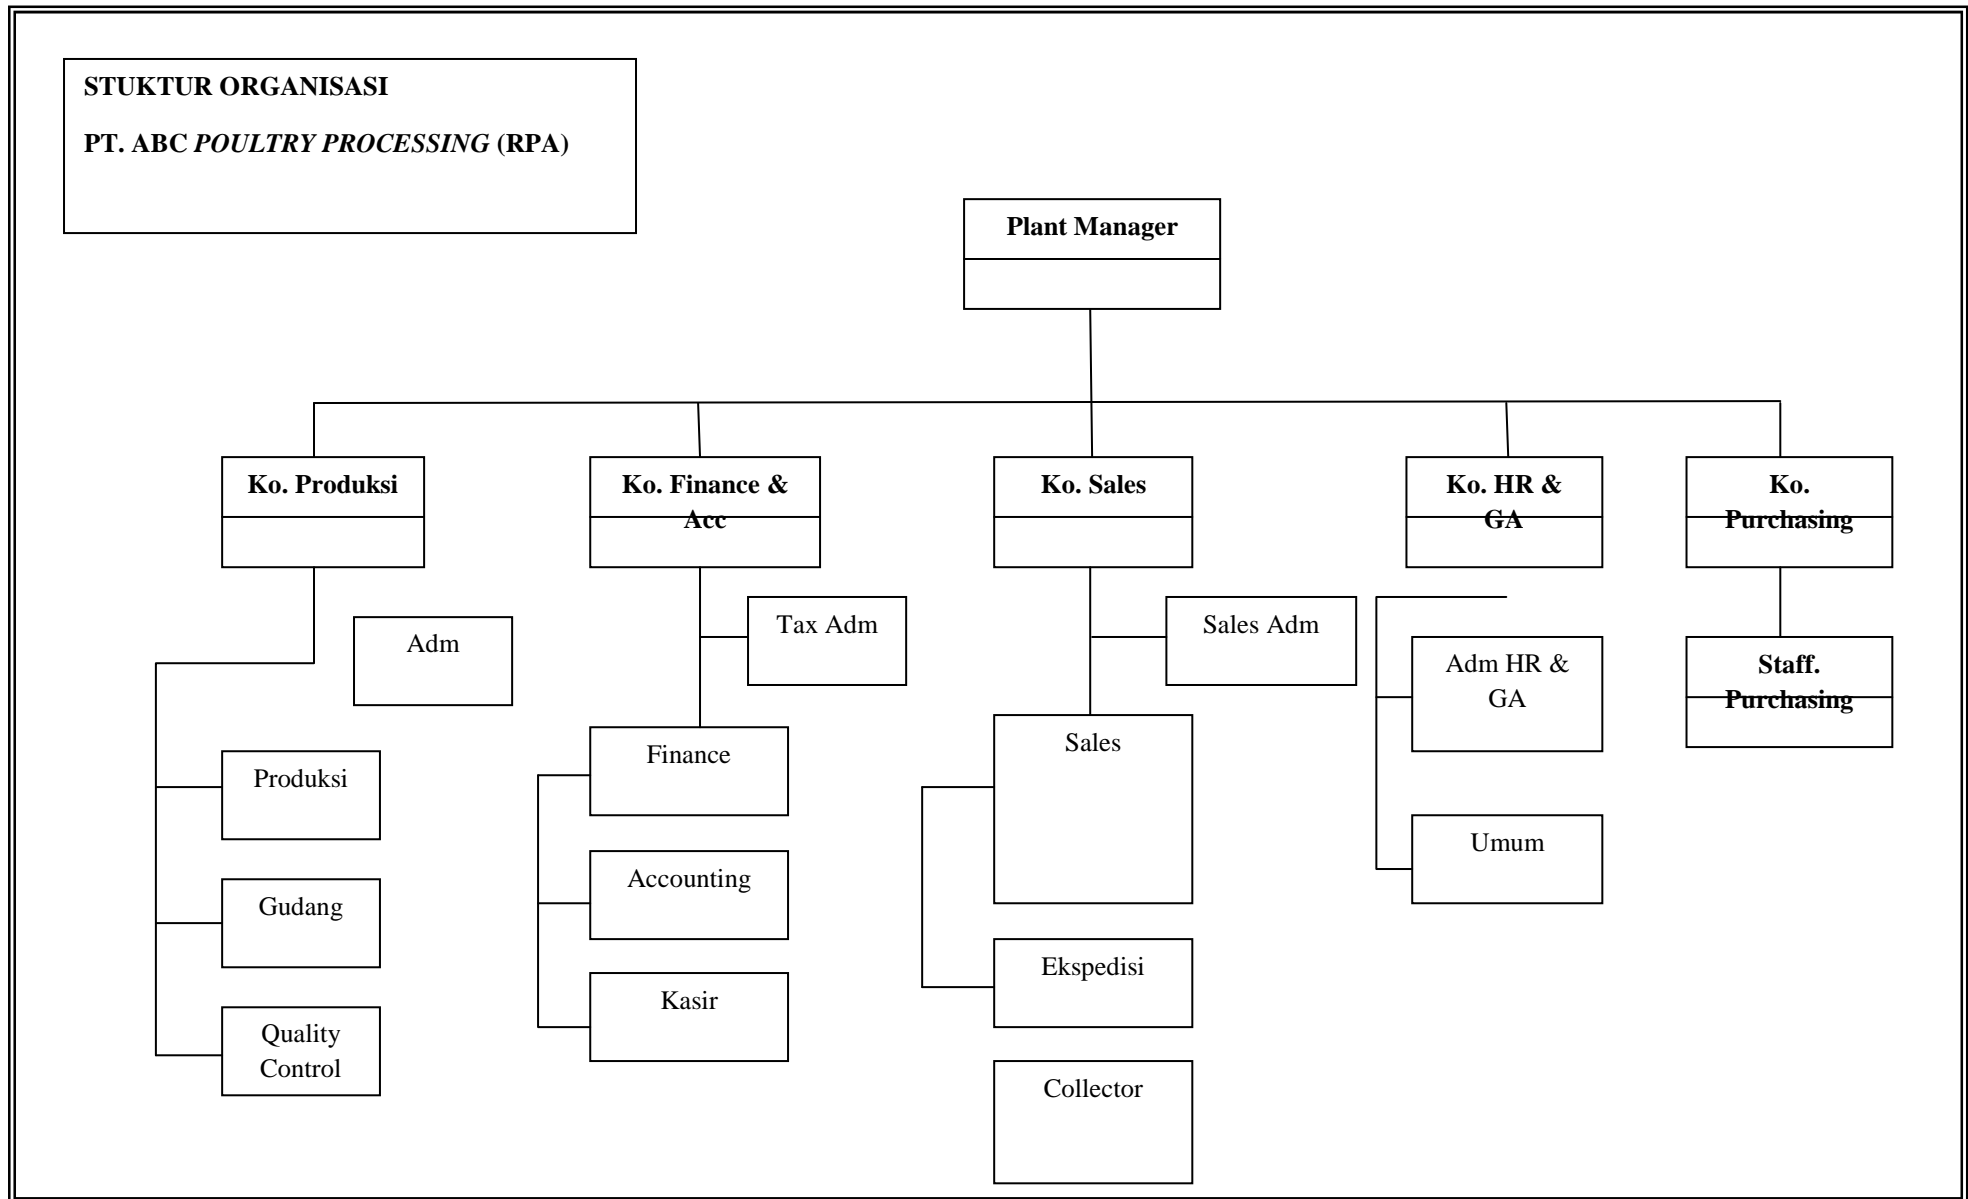 STUKTUR ORGANISASI
PT. ABC POULTRY PROCESSING (RPA)
Plant Manager
Ko. Produksi
Ko. Finance &
Acc
Ko. Sales
Ko. HR &
GA
Ko.
Purchasing
Adm
Tax Adm
Sales Adm
Adm HR &
GA
Staff.
Purchasing
Produksi
Finance
Sales
Umum
Gudang
Accounting
Ekspedisi
Quality
Control
Kasir
Collector